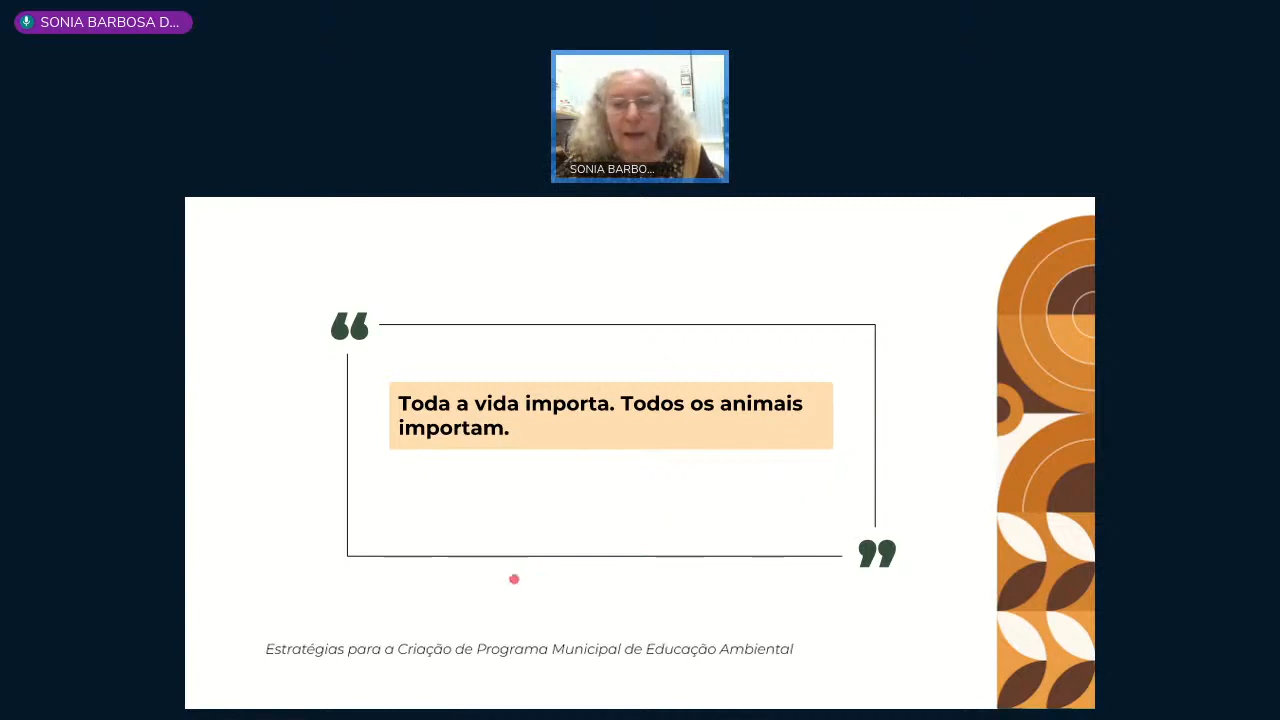 SONIA BARBOSA D...
SONIA BARBO...
“
Toda a vida importa. Todos os animais
importam.
”
Estratégias para a Criação de Programa Municipal de Educação Ambiental